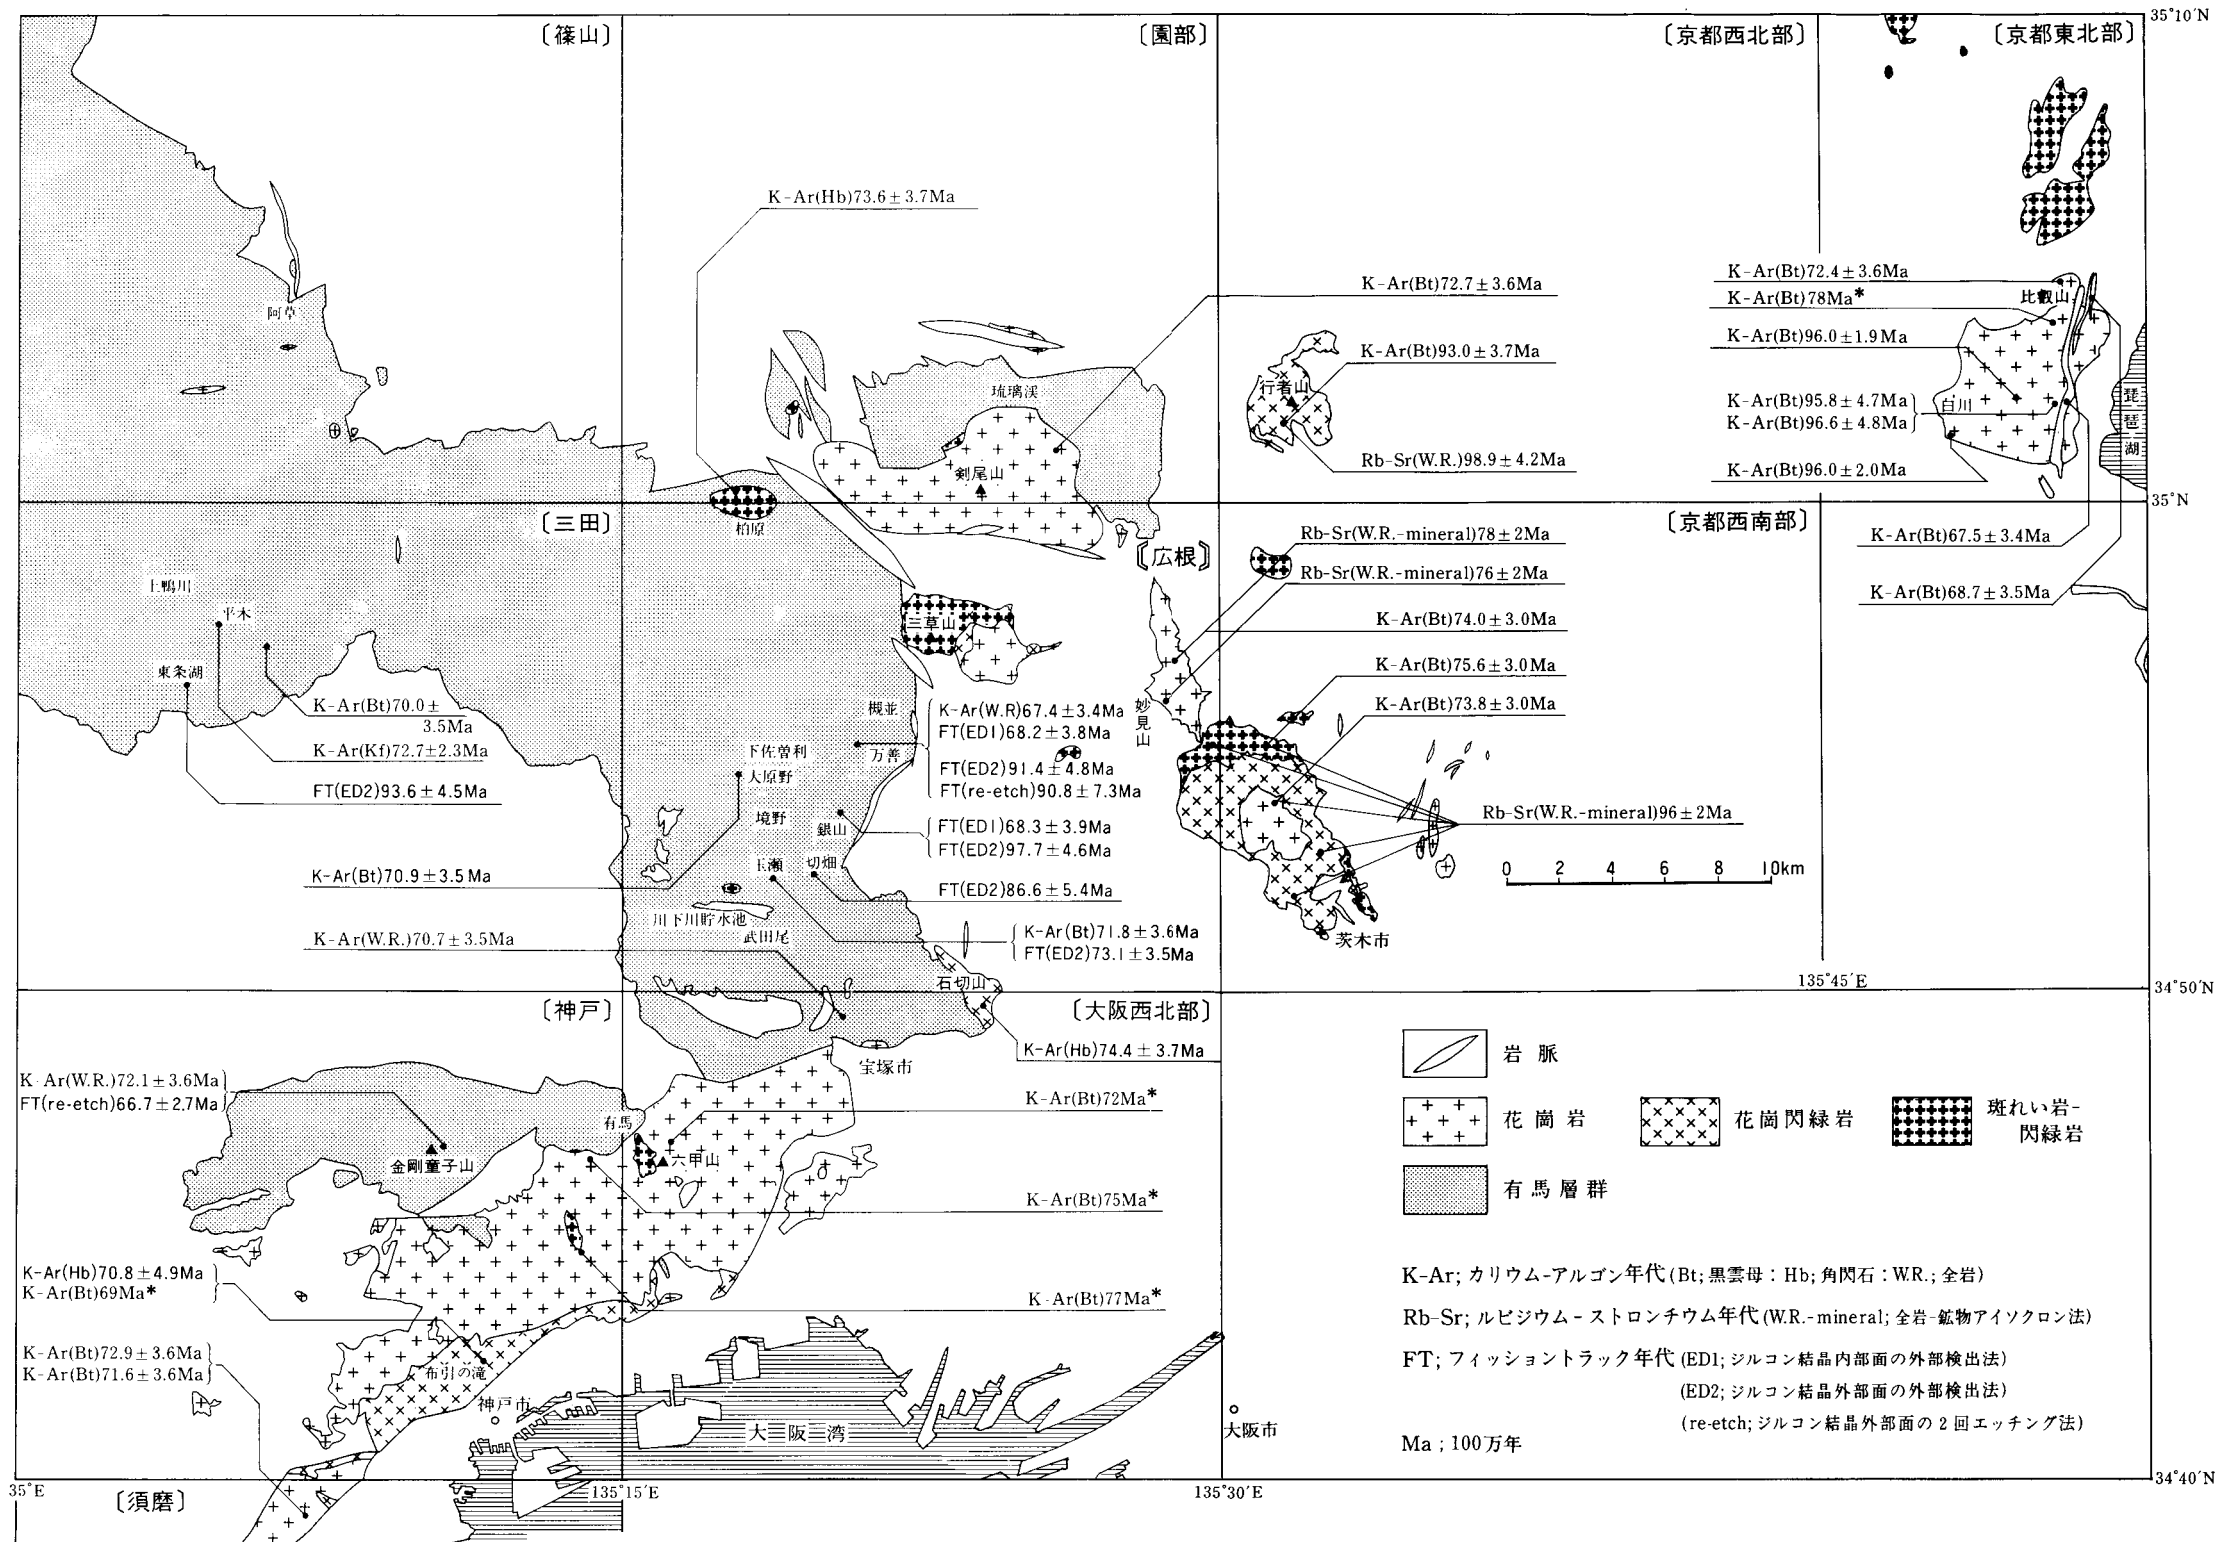 〔篠山〕
〔園部〕
〔京都西北部〕
〔京都東北部〕
35°10′N
K-Ar(Hb)73.6±3.7Ma
K-Ar(Bt)72.7±3.6Ma
K-Ar(Bt)72.4±3.6Ma
K-Ar(Bt)78Ma*
比叡山
K-Ar(Bt)96.0±1.9Ma
阿草
琉璃渓
K-Ar(Bt)93.0±3.7Ma
行者山
K-Ar(Bt)95.8±4.7Ma
K-Ar(Bt)96.6±4.8Ma
白川
琵琶湖
剣尾山
Rb-Sr(W.R.)98.9±4.2Ma
K-Ar(Bt)96.0±2.0Ma
35°N
〔三田〕
柏原
〔広根〕
〔京都西南部〕
Rb-Sr(W.R.-mineral)78±2Ma
Rb-Sr(W.R.-mineral)76±2Ma
K-Ar(Bt)67.5±3.4Ma
K-Ar(Bt)68.7±3.5Ma
上鴨川
平木
三草山
K-Ar(Bt)74.0±3.0Ma
K-Ar(Bt)75.6±3.0Ma
K-Ar(Bt)73.8±3.0Ma
東条湖
K-Ar(Bt)70.0±
3.5Ma
K-Ar(Kf)72.7±2.3Ma
FT(ED2)93.6±4.5Ma
槻並
万善
K-Ar(W.R)67.4±3.4Ma
FT(ED1)68.2±3.8Ma
FT(ED2)91.4±4.8Ma
FT(re-etch)90.8±7.3Ma
妙見山
下佐曽利
大原野
境野
銀山
FT(ED1)68.3±3.9Ma
FT(ED2)97.7±4.6Ma
Rb-Sr(W.R.-mineral)96±2Ma
0 2 4 6 8 10km
玉瀬
切畑
K-Ar(Bt)70.9±3.5Ma
FT(ED2)86.6±5.4Ma
川下川貯水池
武田尾
K-Ar(W.R.)70.7±3.5Ma
K-Ar(Bt)71.8±3.6Ma
FT(ED2)73.1±3.5Ma
茨木市
石切山
135°45′E
34°50′N
〔神戸〕
〔大阪西北部〕
K-Ar(Hb)74.4±3.7Ma
宝塚市
岩脈
K-Ar(W.R.)72.1±3.6Ma
FT(re-etch)66.7±2.7Ma
K-Ar(Bt)72Ma*
有馬
花崗岩
花崗閃緑岩
斑れい岩-
閃緑岩
金剛童子山
六甲山
有馬層群
K-Ar(Bt)75Ma*
K-Ar(Hb)70.8±4.9Ma
K-Ar(Bt)69Ma*
K-Ar(Bt)77Ma*
K-Ar(Bt)72.9±3.6Ma
K-Ar(Bt)71.6±3.6Ma
布引の滝
神戸市
大阪湾
大阪市
K-Ar; カリウム-アルゴン年代(Bt;黒雲母：Hb;角閃石：W.R.;全岩)
Rb-Sr; ルビジウム-ストロンチウム年代(W.R.-mineral;全岩-鉱物アイソクロン法)
FT; フィッショントラック年代(ED1;ジルコン結晶内部面の外部検出法)
(ED2;ジルコン結晶外部面の外部検出法)
(re-etch;ジルコン結晶外部面の2回エッチング法)
Ma;100万年
34°40′N
35°E
〔須磨〕
135°15′E
135°30′E